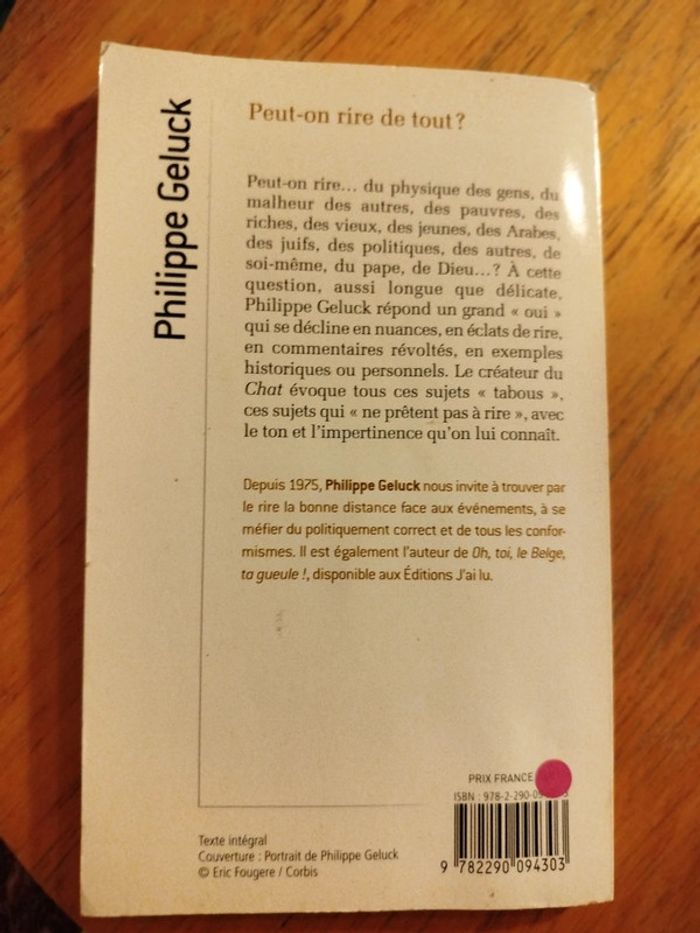 Philippe Geluck
Peut-on rire de tout ?
Peut-on rire... du physique des gens, du
malheur des autres, des pauvres, des
riches, des vieux, des jeunes, des Arabes,
des juifs, des politiques, des autres, de
soi-même, du pape, de Dieu...? À cette
question, aussi longue que délicate,
Philippe Geluck répond un grand « oui »
qui se décline en nuances, en éclats de rire,
en commentaires révoltés, en exemples
historiques ou personnels. Le créateur du
Chat évoque tous ces sujets « tabous »,
ces sujets qui « ne prêtent pas à rire », avec
le ton et l'impertinence qu'on lui connaît.
Depuis 1975, Philippe Geluck nous invite à trouver par
le rire la bonne distance face aux événements, à se
méfier du politiquement correct et de tous les confor-
mismes. Il est également l'auteur de Oh, toi, le Belge,
ta gueule !, disponible aux Éditions J'ai lu.
PRIX FRANCE
ISBN : 978-2-290-0
9 782290 094303
Texte intégral
Couverture : Portrait de Philippe Geluck
© Eric Fougere / Corbis